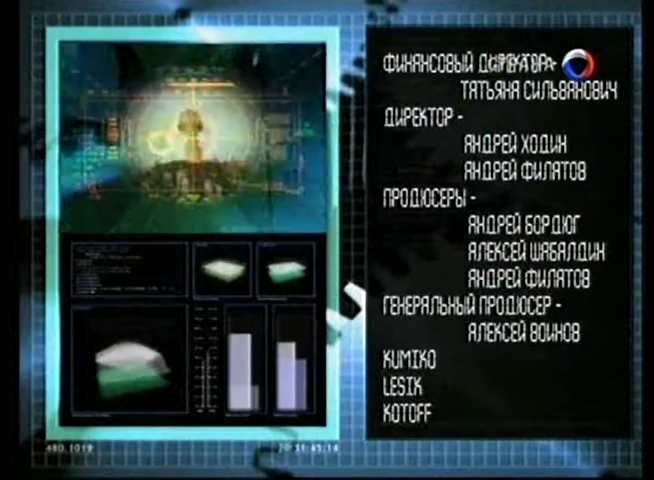 ФИНАНСОВЫЙ ДИРЕКТОР -
ТАТЬЯНА СИЛЬВАНОВИЧ
ДИРЕКТОР -
АНДРЕЙ ХОДИН
АНДРЕЙ ФИЛАТОВ
ПРОДЮСЕРЫ -
АНДРЕЙ БОРДЮГ
АЛЕКСЕЙ ШАБАЛДИН
АНДРЕЙ ФИЛАТОВ
ГЕНЕРАЛЬНЫЙ ПРОДЮСЕР -
АЛЕКСЕЙ ВОИНОВ
KUMIKO
LESIK
KOTOFF